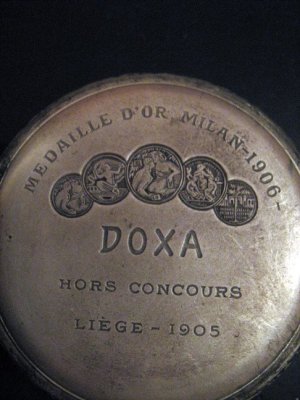 MEDAILLE D'OR MILAN-1906-
DOXA
HORS CONCOURS
LIÈGE-1905